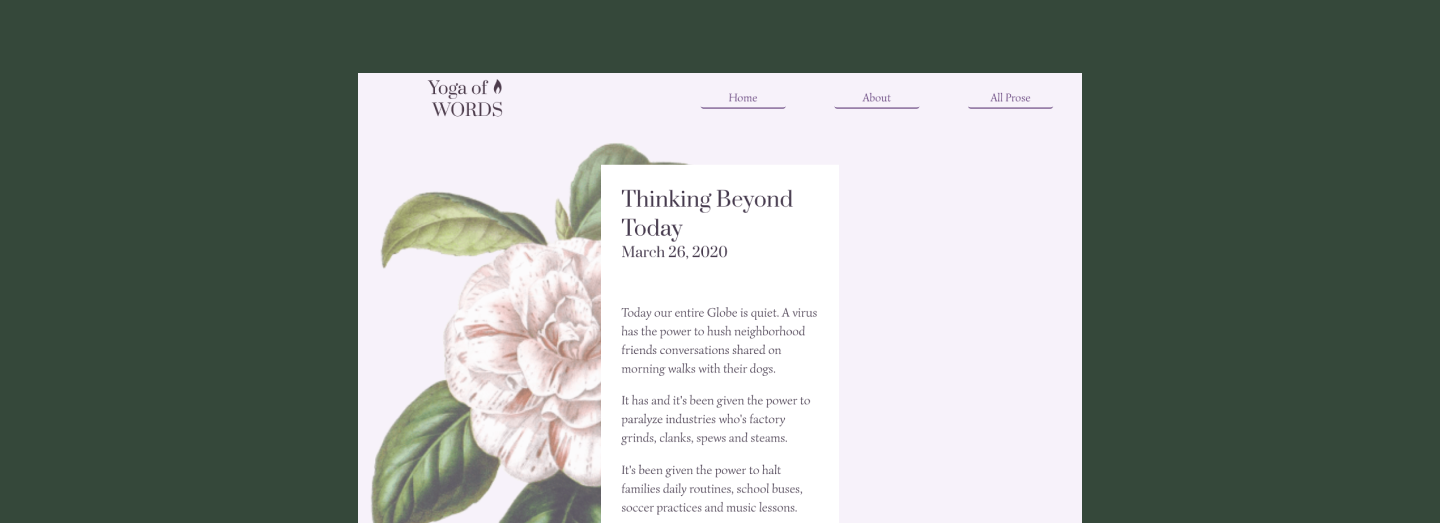 Yoga of
WORDS
Home
About
All Prose
Thinking Beyond
Today
March 26, 2020
Today our entire Globe is quiet. A virus
has the power to hush neighborhood
friends conversations shared on
morning walks with their dogs.
It has and it's been given the power to
paralyze industries who's factory
grinds, clanks, spews and steams.
It's been given the power to halt
families daily routines, school buses,
soccer practices and music lessons.